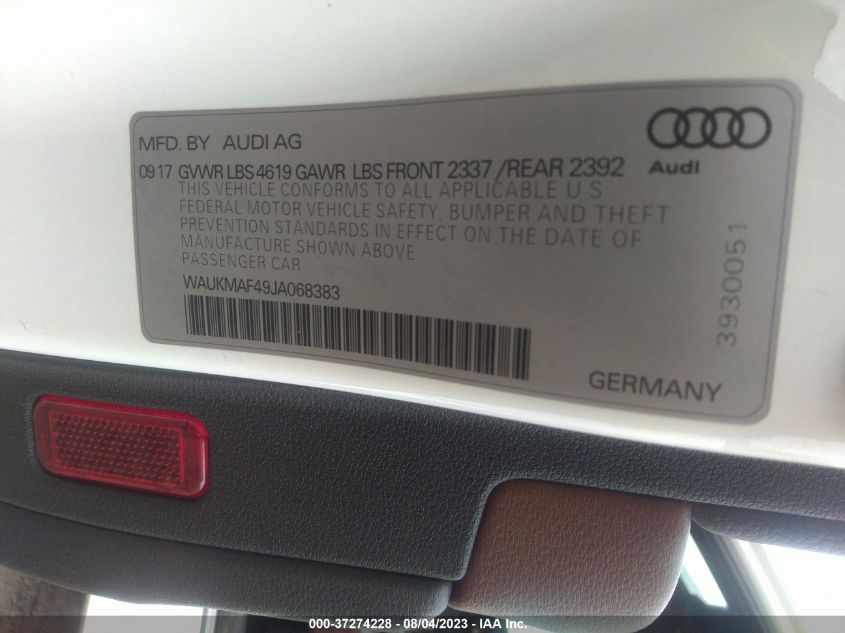 MFD. BY AUDI AG
09 17 GVWR LBS 4619 GAWR LBS FRONT 2337 /REAR 2392
THIS VEHICLE CONFORMS TO ALL APPLICABLE U S
FEDERAL MOTOR VEHICLE SAFETY, BUMPER AND THEFT
PREVENTION STANDARDS IN EFFECT ON THE DATE OF
MANUFACTURE SHOWN ABOVE
PASSENGER CAR
WAUKMAF49JA068383
Audi
3930051
GERMANY
000-37274228 - 08/04/2023 - IAA Inc.